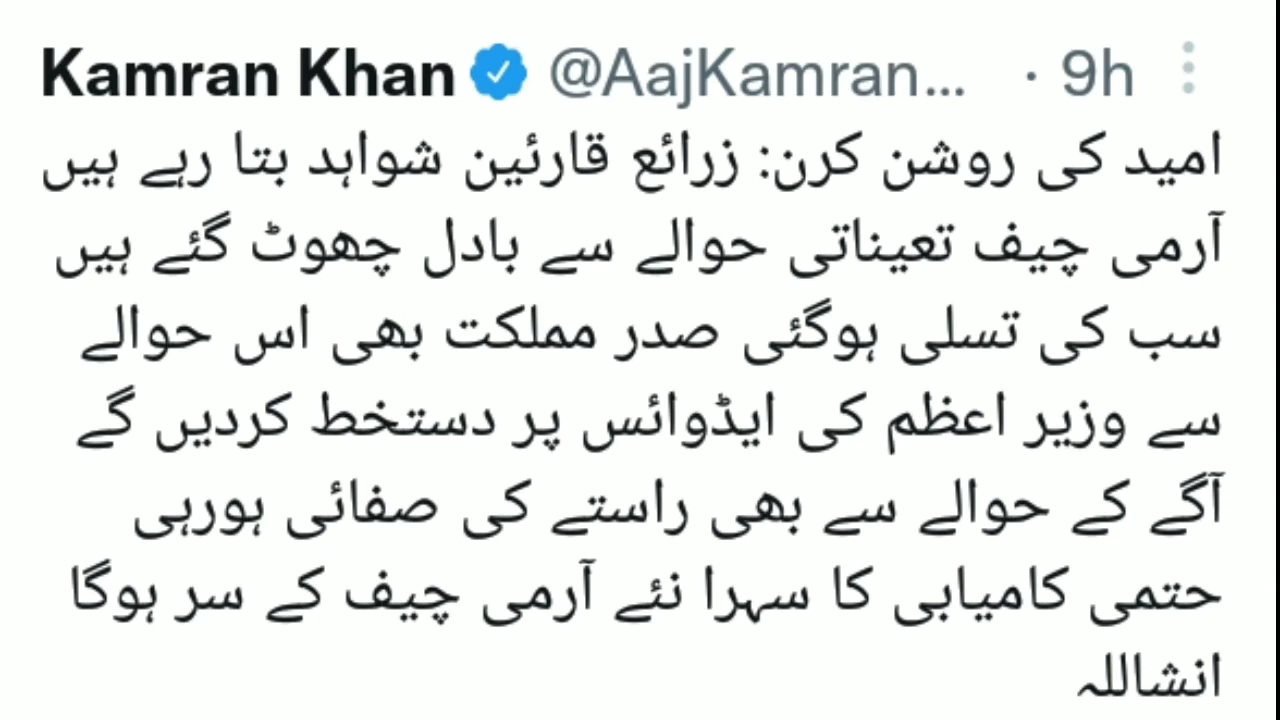 Kamran Khan @AajKamran... · 9h
امید کی روشن کرن: زرائع قارئین شواہد بتا رہے ہیں
آرمی چیف تعیناتی حوالے سے بادل چھوٹ گئے ہیں
سب کی تسلی ہوگئی صدر مملکت بھی اس حوالے
سے وزیر اعظم کی ایڈوائس پر دستخط کردیں گے
آگے کے حوالے سے بھی راستے کی صفائی ہورہی
حتمی کامیابی کا سہرا نئے آرمی چیف کے سر ہوگا
انشاللہ